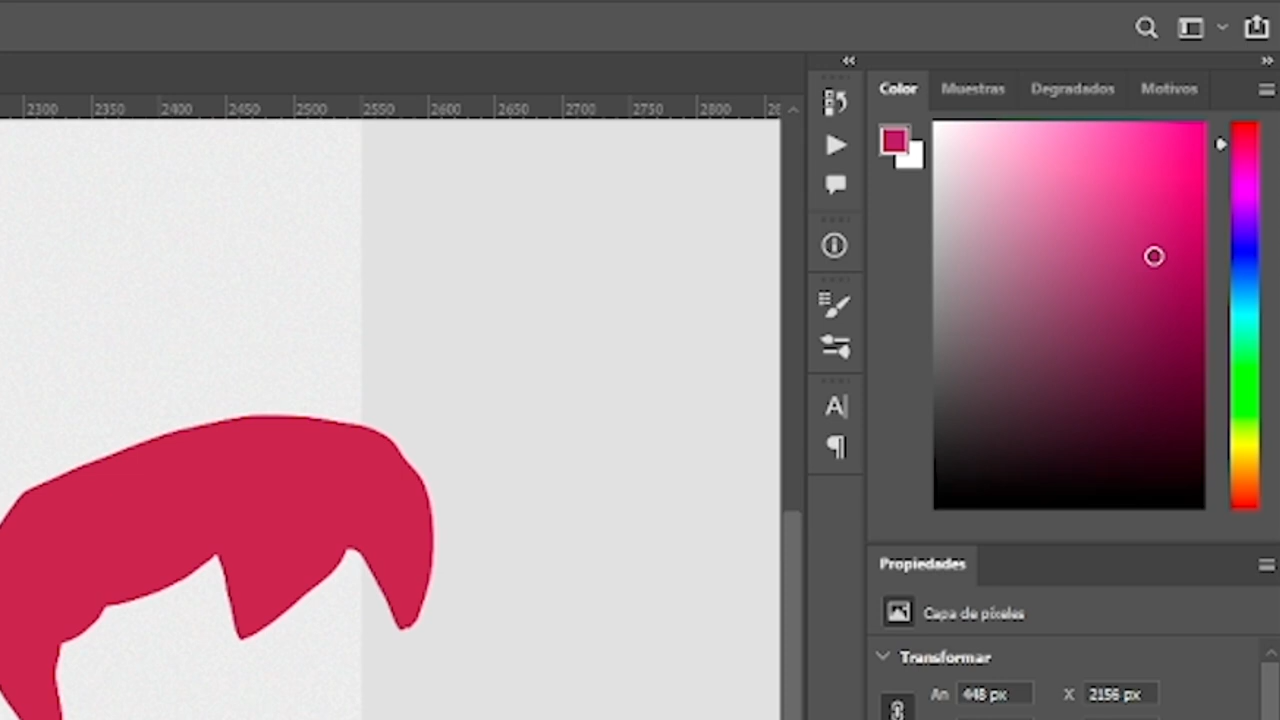 2300 2350 2400 2450 2500 2550 2600 2650 2700 2750 2800
Color Muestras Degradados Motivos
A
Propiedades
Capa de píxeles
Transformar
An 448 px X 2156 px